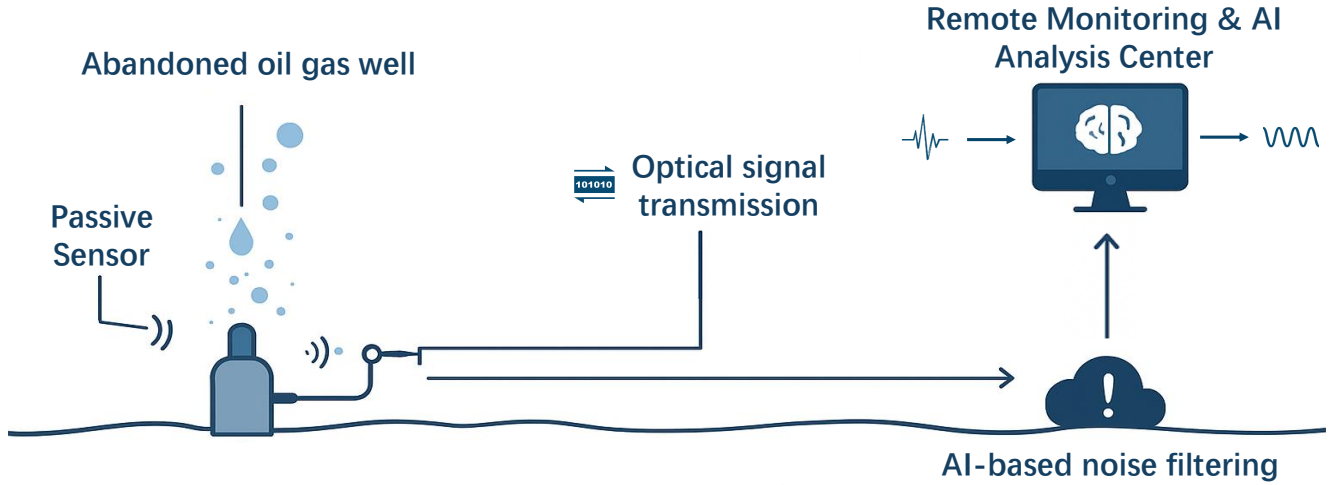 Remote Monitoring & AI
Analysis Center
Abandoned oil gas well
Optical signal
transmission
101010
Passive
Sensor
!
AI-based noise filtering